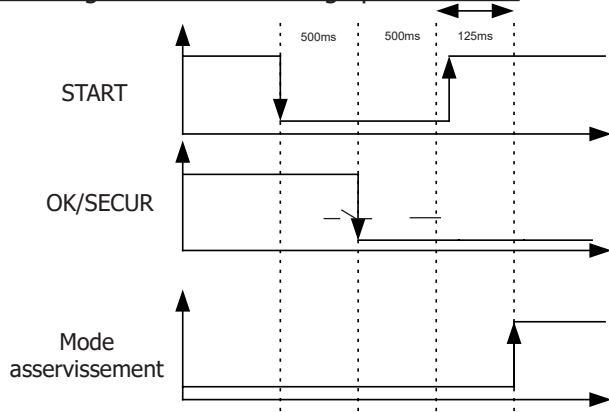 500ms 500ms 125ms
START
OK/SECUR
Mode
asservissement